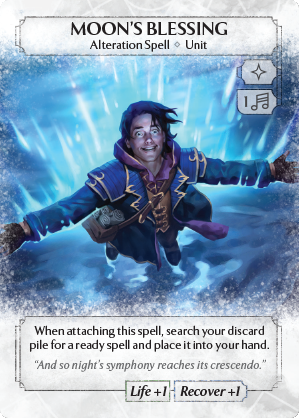 MOON'S BLESSING
Alteration Spell ◇ Unit
1
When attaching this spell, search your discard
pile for a ready spell and place it into your hand.
"And so night's symphony reaches its crescendo."
Life +1 Recover +1